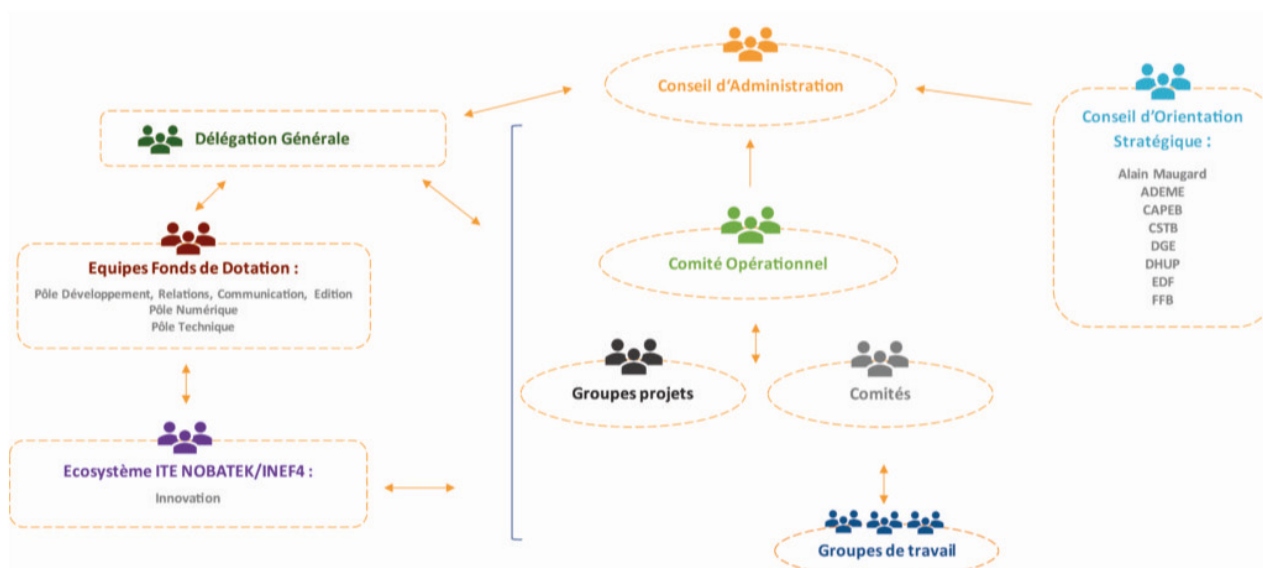 Conseil d'Administration
Délégation Générale
Conseil d'Orientation
Stratégique :
Alain Maugard
ADEME
CAPEB
CSTB
DGE
DHUP
EDF
FFB
Equipes Fonds de Dotation :
Pôle Développement, Relations, Communication, Edition
Pôle Numérique
Pôle Technique
Comité Opérationnel
Groupes projets
Comités
Ecosystème ITE NOBATEK/INEF4 :
Innovation
Groupes de travail